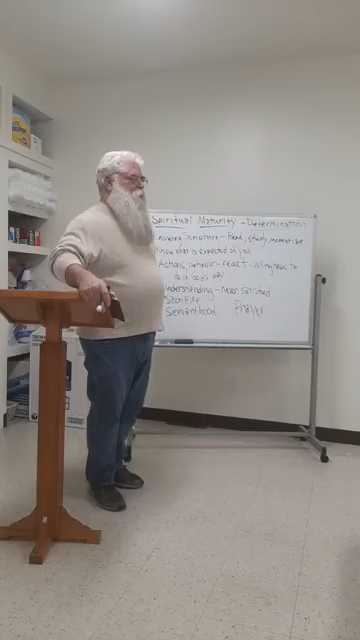 Spiritual Maturity - Determination
Knowing Scripture - Read, study, memorize
Know what is expected of you
Actions, behavior - react - willingness to
do it God's way
Understanding - never satisfied
Sacrifice
Servanthood Prayer